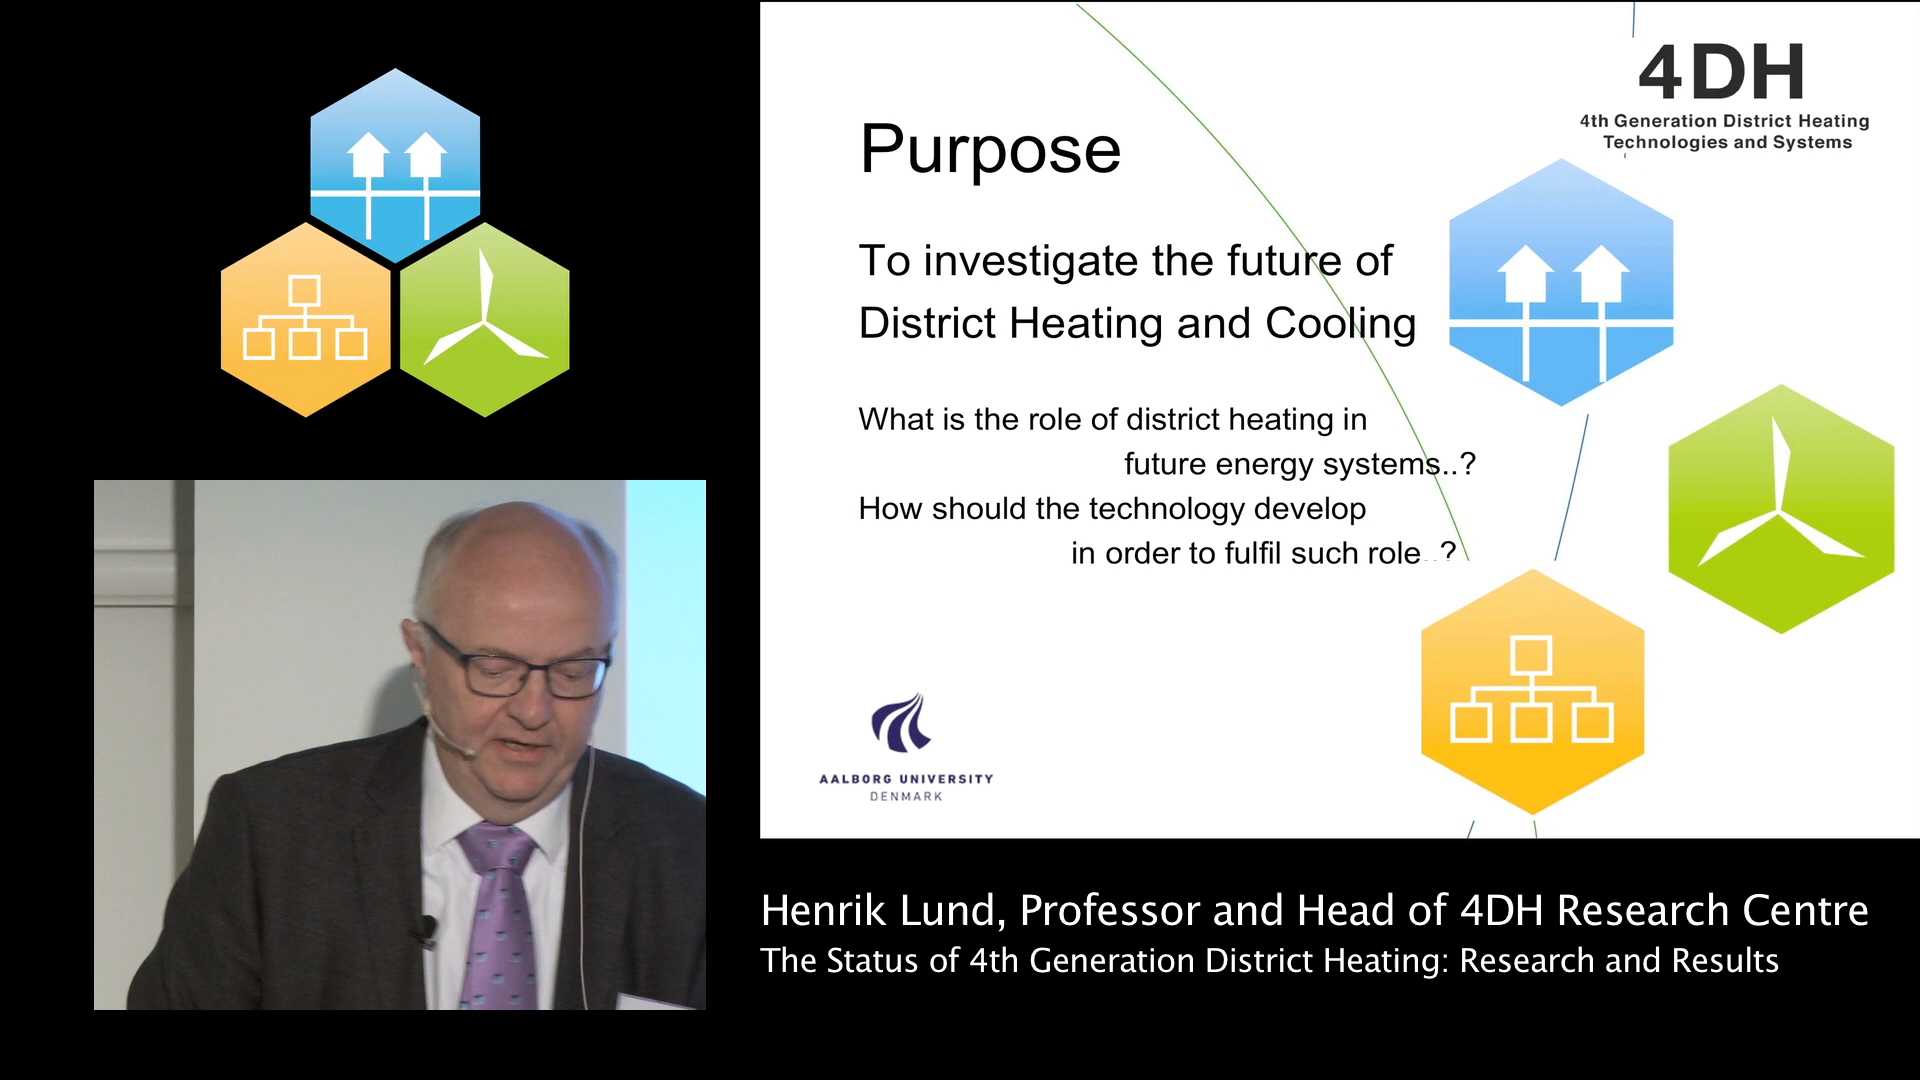 4DH
4th Generation District Heating
Technologies and Systems
Purpose
To investigate the future of
District Heating and Cooling
What is the role of district heating in
future energy systems..?
How should the technology develop
in order to fulfil such role..?
AALBORG UNIVERSITY
DENMARK
Henrik Lund, Professor and Head of 4DH Research Centre
The Status of 4th Generation District Heating: Research and Results